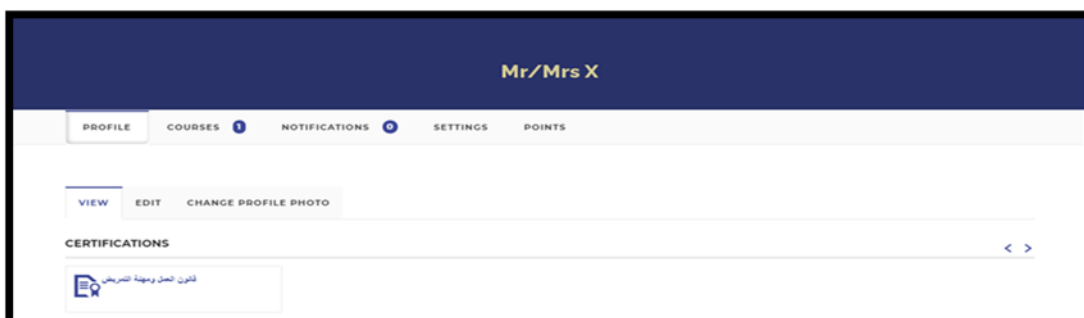 Mr/Mrs X
PROFILE COURSES 1 NOTIFICATIONS 0 SETTINGS POINTS
VIEW EDIT CHANGE PROFILE PHOTO
CERTIFICATIONS < >
قانون العمل ومهنة التمريض